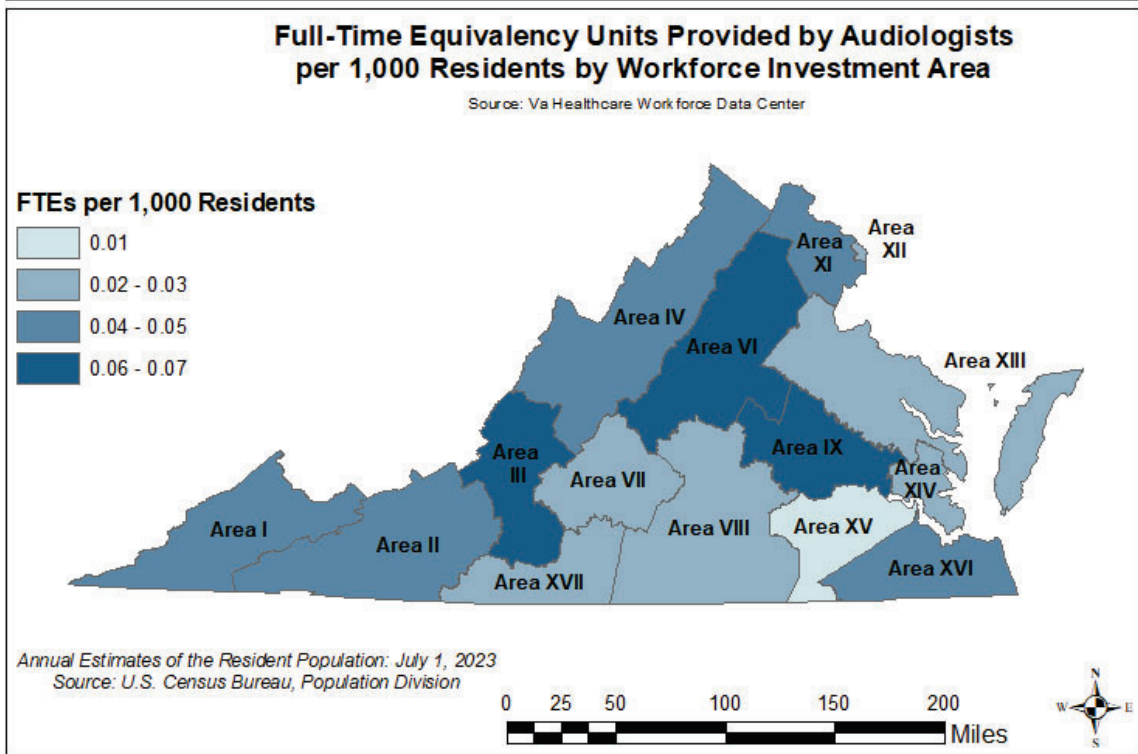 Full-Time Equivalency Units Provided by Audiologists
per 1,000 Residents by Workforce Investment Area
Source: Va Healthcare Workforce Data Center
FTEs per 1,000 Residents
0.01
0.02 - 0.03
0.04 - 0.05
0.06 - 0.07
Area
XII
Area
XI
Area IV
Area VI
Area XIII
Area
III
Area IX
Area VII
Area
XIV
Area I
Area II
Area VIII
Area XV
Area XVII
Area XVI
Annual Estimates of the Resident Population: July 1, 2023
Source: U.S. Census Bureau, Population Division
0 25 50 100 150 200
Miles
N
W E
S